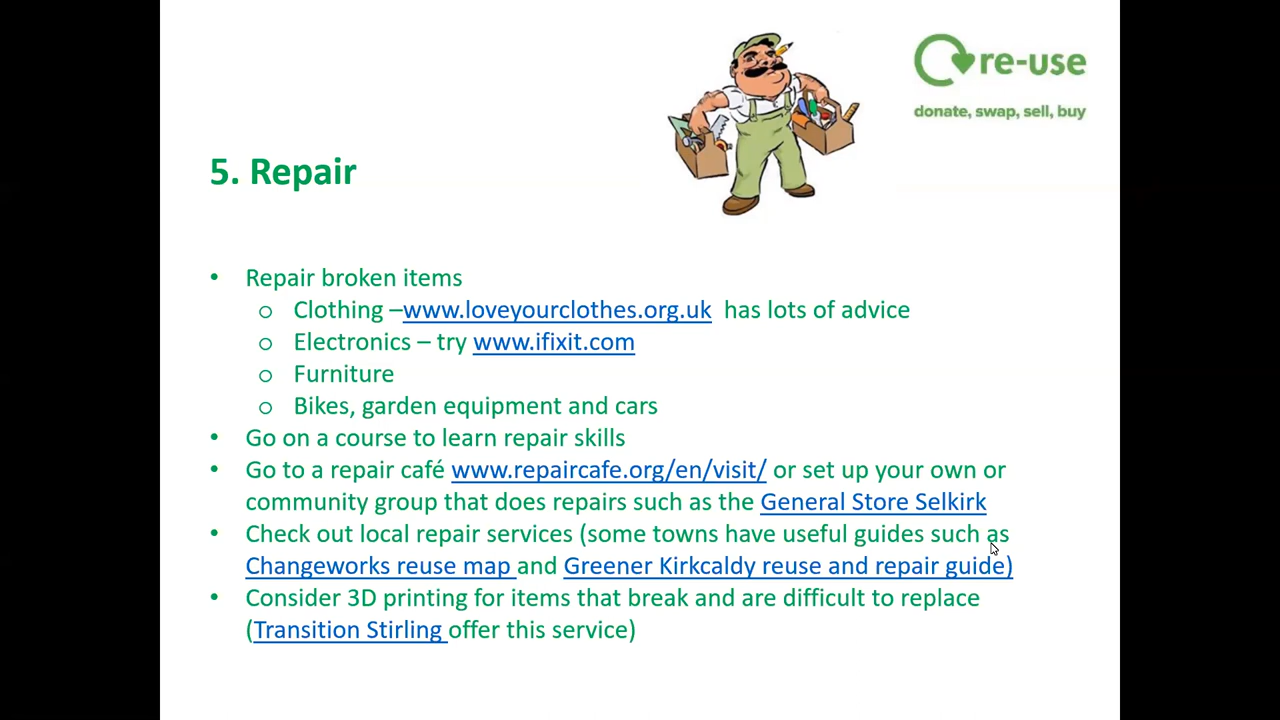 re-use
donate, swap, sell, buy
5. Repair
• Repair broken items
o Clothing –www.loveyourclothes.org.uk has lots of advice
o Electronics – try www.ifixit.com
o Furniture
o Bikes, garden equipment and cars
• Go on a course to learn repair skills
• Go to a repair café www.repaircafe.org/en/visit/ or set up your own or
community group that does repairs such as the General Store Selkirk
• Check out local repair services (some towns have useful guides such as
Changeworks reuse map and Greener Kirkcaldy reuse and repair guide)
• Consider 3D printing for items that break and are difficult to replace
(Transition Stirling offer this service)